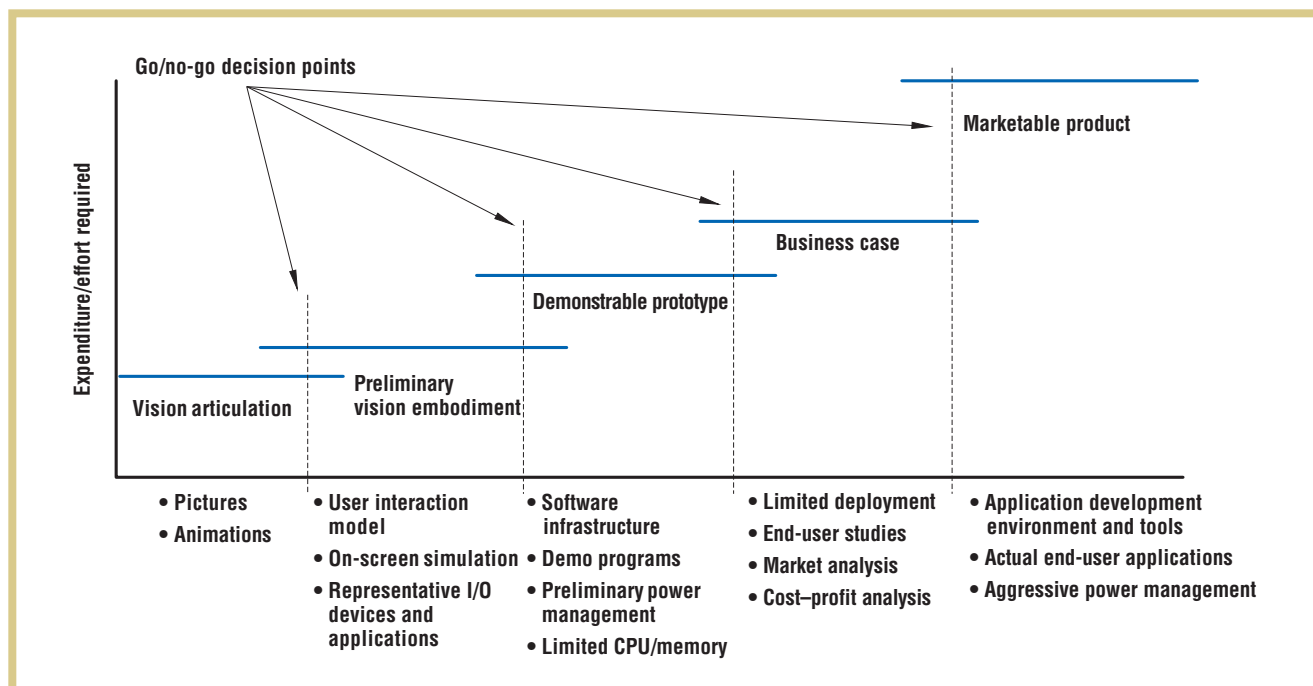 Go/no-go decision points
Marketable product
Expenditure/effort required
Business case
Demonstrable prototype
Preliminary
vision embodiment
Vision articulation
• Pictures
• Animations
• User interaction
model
• On-screen simulation
• Representative I/O
devices and
applications
• Software
infrastructure
• Demo programs
• Preliminary power
management
• Limited CPU/memory
• Limited deployment
• End-user studies
• Market analysis
• Cost–profit analysis
• Application development
environment and tools
• Actual end-user applications
• Aggressive power management